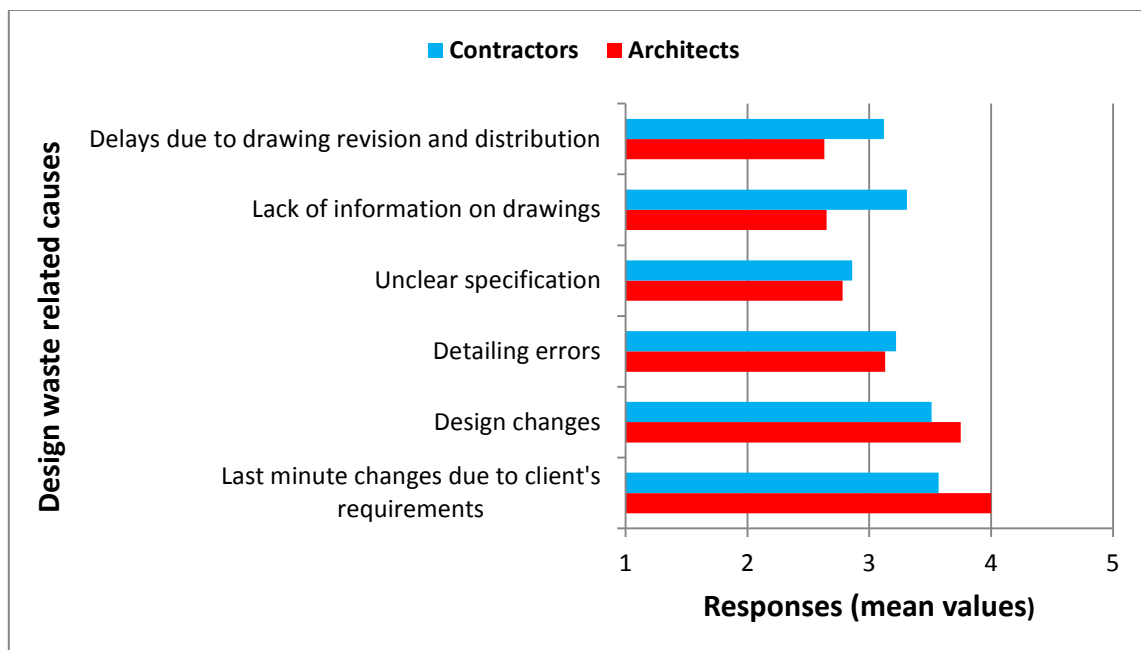 Contractors Architects
Design waste related causes
Delays due to drawing revision and distribution
Lack of information on drawings
Unclear specification
Detailing errors
Design changes
Last minute changes due to client's
requirements
1 2 3 4 5
Responses (mean values)